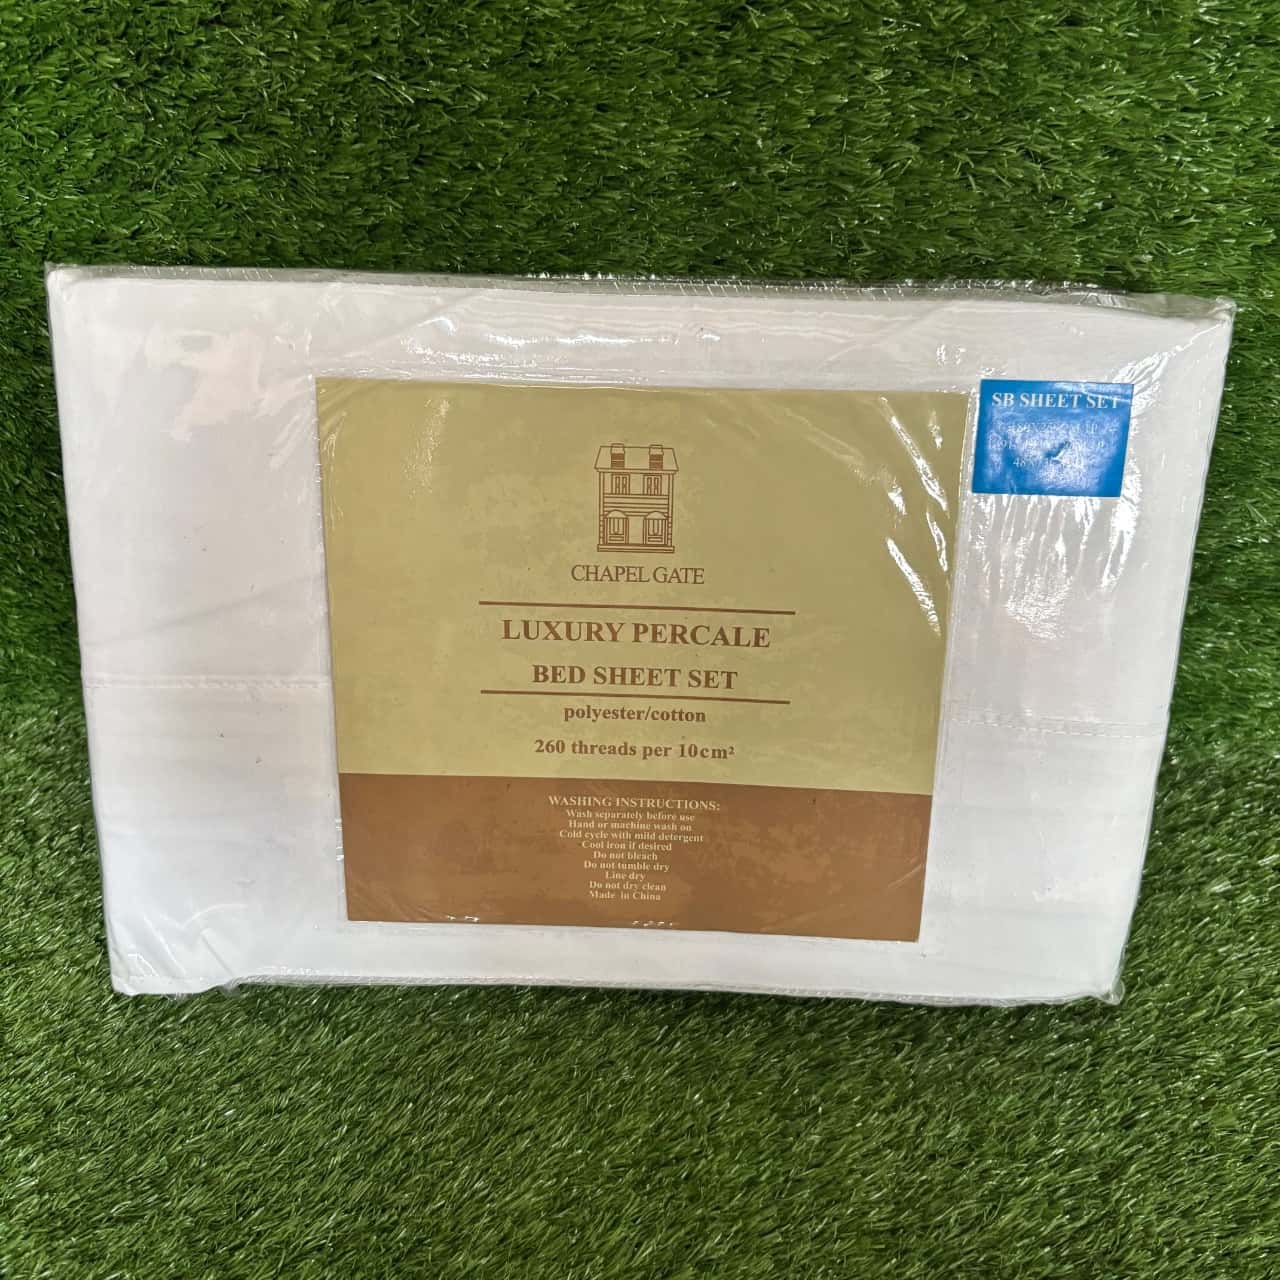 SB SHEET SET
CHAPEL GATE
LUXURY PERCALE
BED SHEET SET
polyester/cotton
260 threads per 10cm²
WASHING INSTRUCTIONS:
Wash separately before use
Hand or machine wash on
Cold cycle with mild detergent
Cool iron if desired
Do not bleach
Do not tumble dry
Line dry
Do not dry clean
Made in China